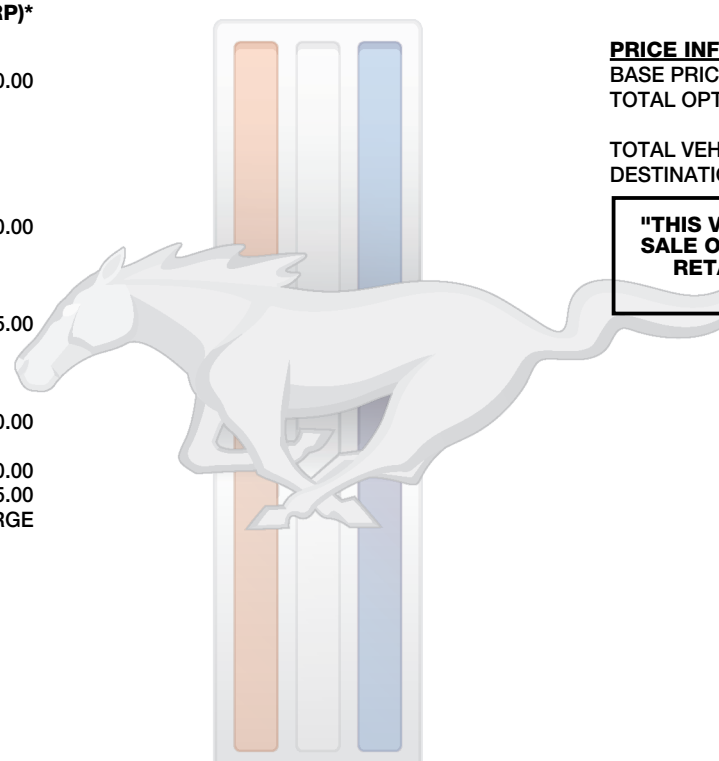 RP)*
0.00
0.00
5.00
0.00
0.00
5.00
RGE
PRICE INF
BASE PRIC
TOTAL OPT
TOTAL VEH
DESTINATIO
"THIS V
SALE O
RETA